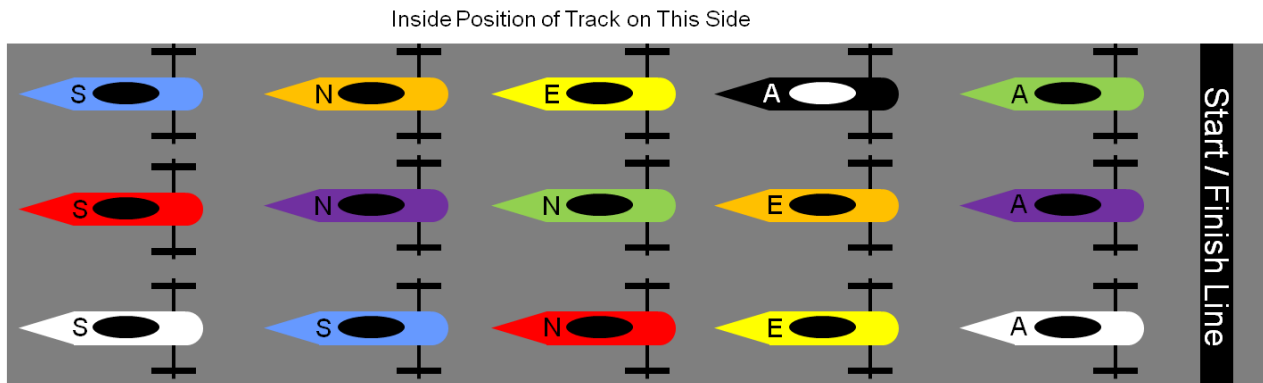 Inside Position of Track on This Side
S N E A A
S N N E A
S S N E A
Start / Finish Line